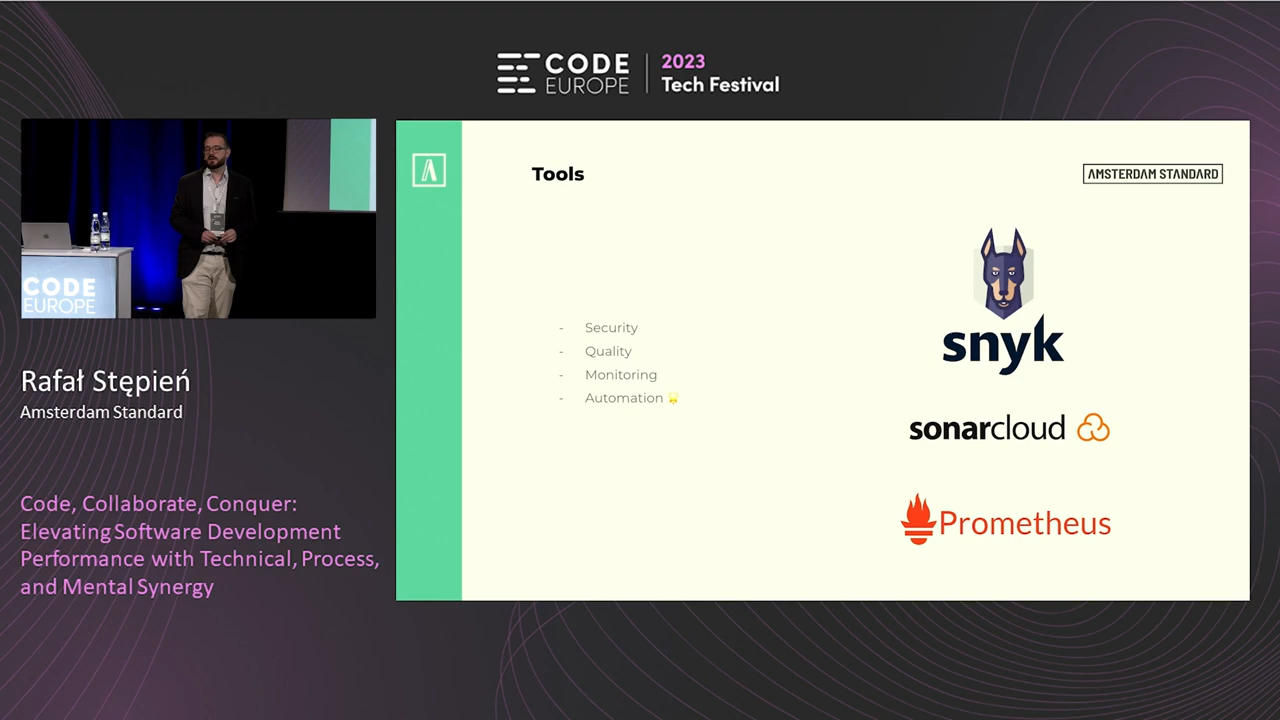 CODE
EUROPE
2023
Tech Festival
CODE
EUROPE
Rafał Stępień
Amsterdam Standard
Code, Collaborate, Conquer:
Elevating Software Development
Performance with Technical, Process,
and Mental Synergy
Tools
AMSTERDAM STANDARD
- Security
- Quality
- Monitoring
- Automation
snyk
sonarcloud
Prometheus